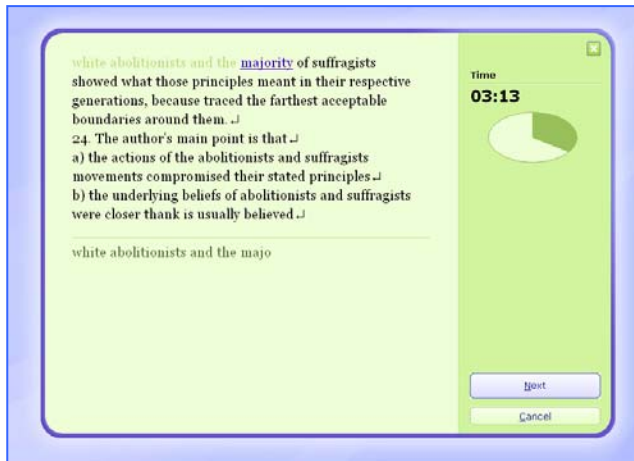 white abolitionists and the majority of suffragists
showed what those principles meant in their respective
generations, because traced the farthest acceptable
boundaries around them. ↵
24. The author's main point is that ↵
a) the actions of the abolitionists and suffragists
movements compromised their stated principles ↵
b) the underlying beliefs of abolitionists and suffragists
were closer thank is usually believed ↵
white abolitionists and the majo
Time
03:13
Next
Cancel